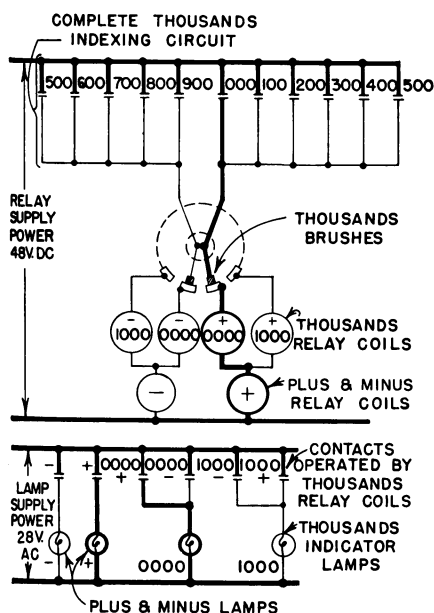 COMPLETE THOUSANDS
INDEXING CIRCUIT
500 600 700 800 900 000 100 200 300 400 500
RELAY
SUPPLY
POWER
48V. DC
THOUSANDS
BRUSHES
- 1000
- 0000
+ 0000
+ 1000
THOUSANDS
RELAY COILS
- +
PLUS & MINUS
RELAY COILS
CONTACTS
OPERATED BY
THOUSANDS
RELAY COILS
- + 0000 + 0000 - 1000 - 1000 +
LAMP
SUPPLY
POWER
28V.
AC
THOUSANDS
INDICATOR
LAMPS
- + 0000 1000
PLUS & MINUS LAMPS